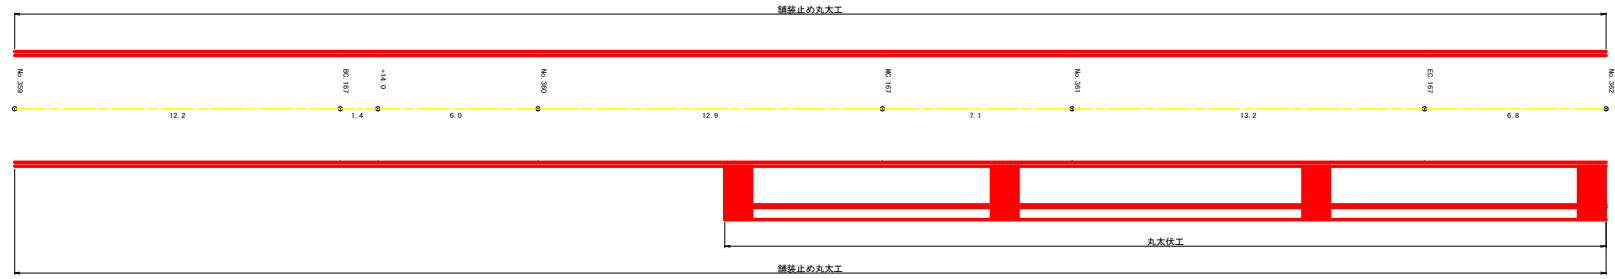 舗装止め丸太工
No. 359
BC. 167
+14. 0
No. 360
MC. 167
No. 361
EC. 167
No. 362
12.2
1.4
6.0
12.9
7.1
13.2
6.8
丸太伏工
舗装止め丸太工